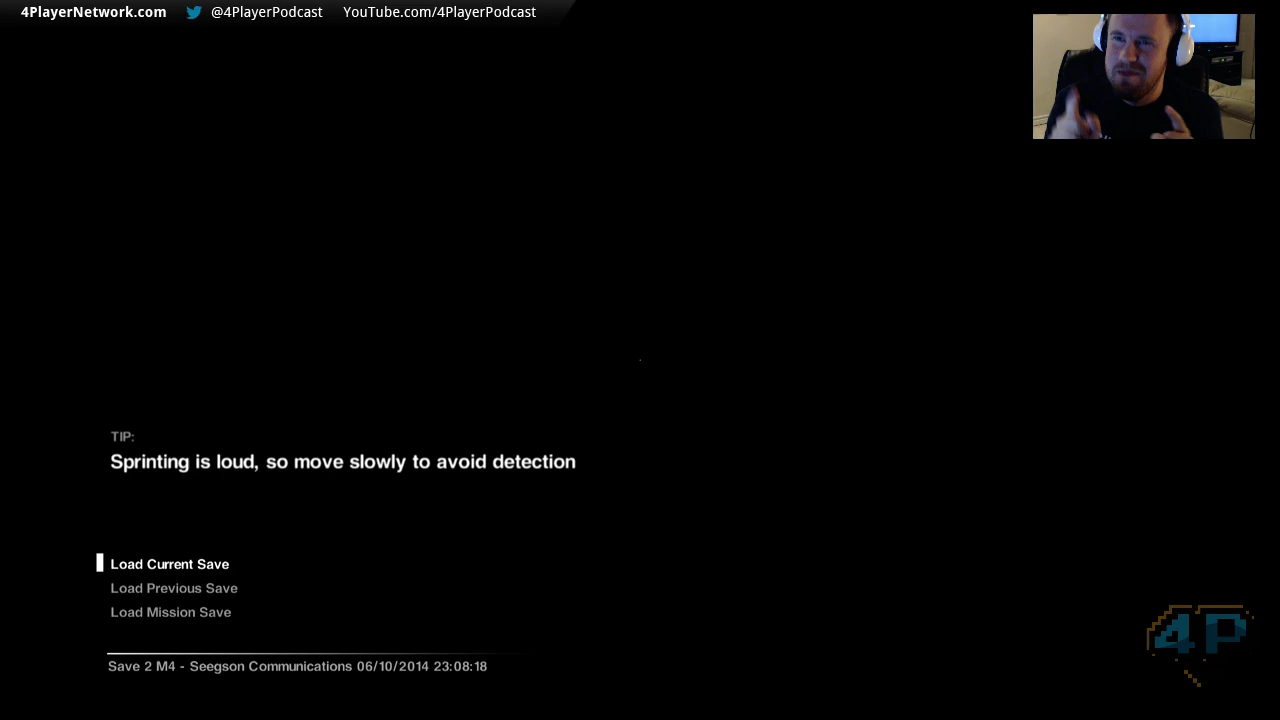 4PlayerNetwork.com @4PlayerPodcast YouTube.com/4PlayerPodcast
TIP:
Sprinting is loud, so move slowly to avoid detection
Load Current Save
Load Previous Save
Load Mission Save
4P
Save 2 M4 - Seegson Communications 06/10/2014 23:08:18